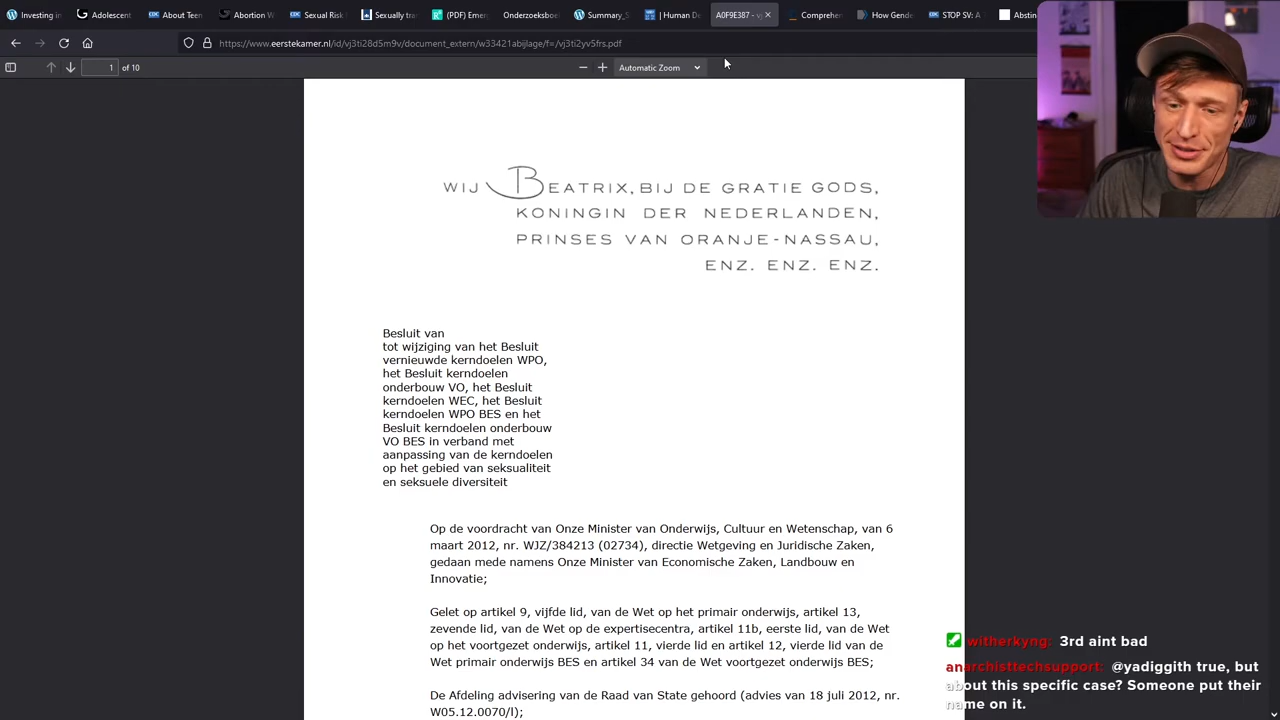 Investing in
Adolescent
About Teen
Abortion W
Sexual Risk
Sexually tra
(PDF) Emer
Onderzoeksboe
Summary_S
Human De
A0F9E387 - vj
Comprehen
How Gende
STOP SV: A
Abstin
https://www.eerstekamer.nl/id/vj3ti28d5m9v/document_extern/w33421abijlage/f=/vj3ti2yv5frs.pdf
1 of 10
Automatic Zoom
WIJ BEATRIX, BIJ DE GRATIE GODS,
KONINGIN DER NEDERLANDEN,
PRINSES VAN ORANJE-NASSAU,
ENZ. ENZ. ENZ.
Besluit van
tot wijziging van het Besluit
vernieuwde kerndoelen WPO,
het Besluit kerndoelen
onderbouw VO, het Besluit
kerndoelen WEC, het Besluit
kerndoelen WPO BES en het
Besluit kerndoelen onderbouw
VO BES in verband met
aanpassing van de kerndoelen
op het gebied van seksualiteit
en seksuele diversiteit
Op de voordracht van Onze Minister van Onderwijs, Cultuur en Wetenschap, van 6
maart 2012, nr. WJZ/384213 (02734), directie Wetgeving en Juridische Zaken,
gedaan mede namens Onze Minister van Economische Zaken, Landbouw en
Innovatie;
Gelet op artikel 9, vijfde lid, van de Wet op het primair onderwijs, artikel 13,
zevende lid, van de Wet op de expertisecentra, artikel 11b, eerste lid, van de Wet
op het voortgezet onderwijs, artikel 11, vierde lid en artikel 12, vierde lid van de
Wet primair onderwijs BES en artikel 34 van de Wet voortgezet onderwijs BES;
De Afdeling advisering van de Raad van State gehoord (advies van 18 juli 2012, nr.
W05.12.0070/I);
witherkyng: 3rd aint bad
anarchisttechsupport: @yadiggith true, but
about this specific case? Someone put their
name on it.